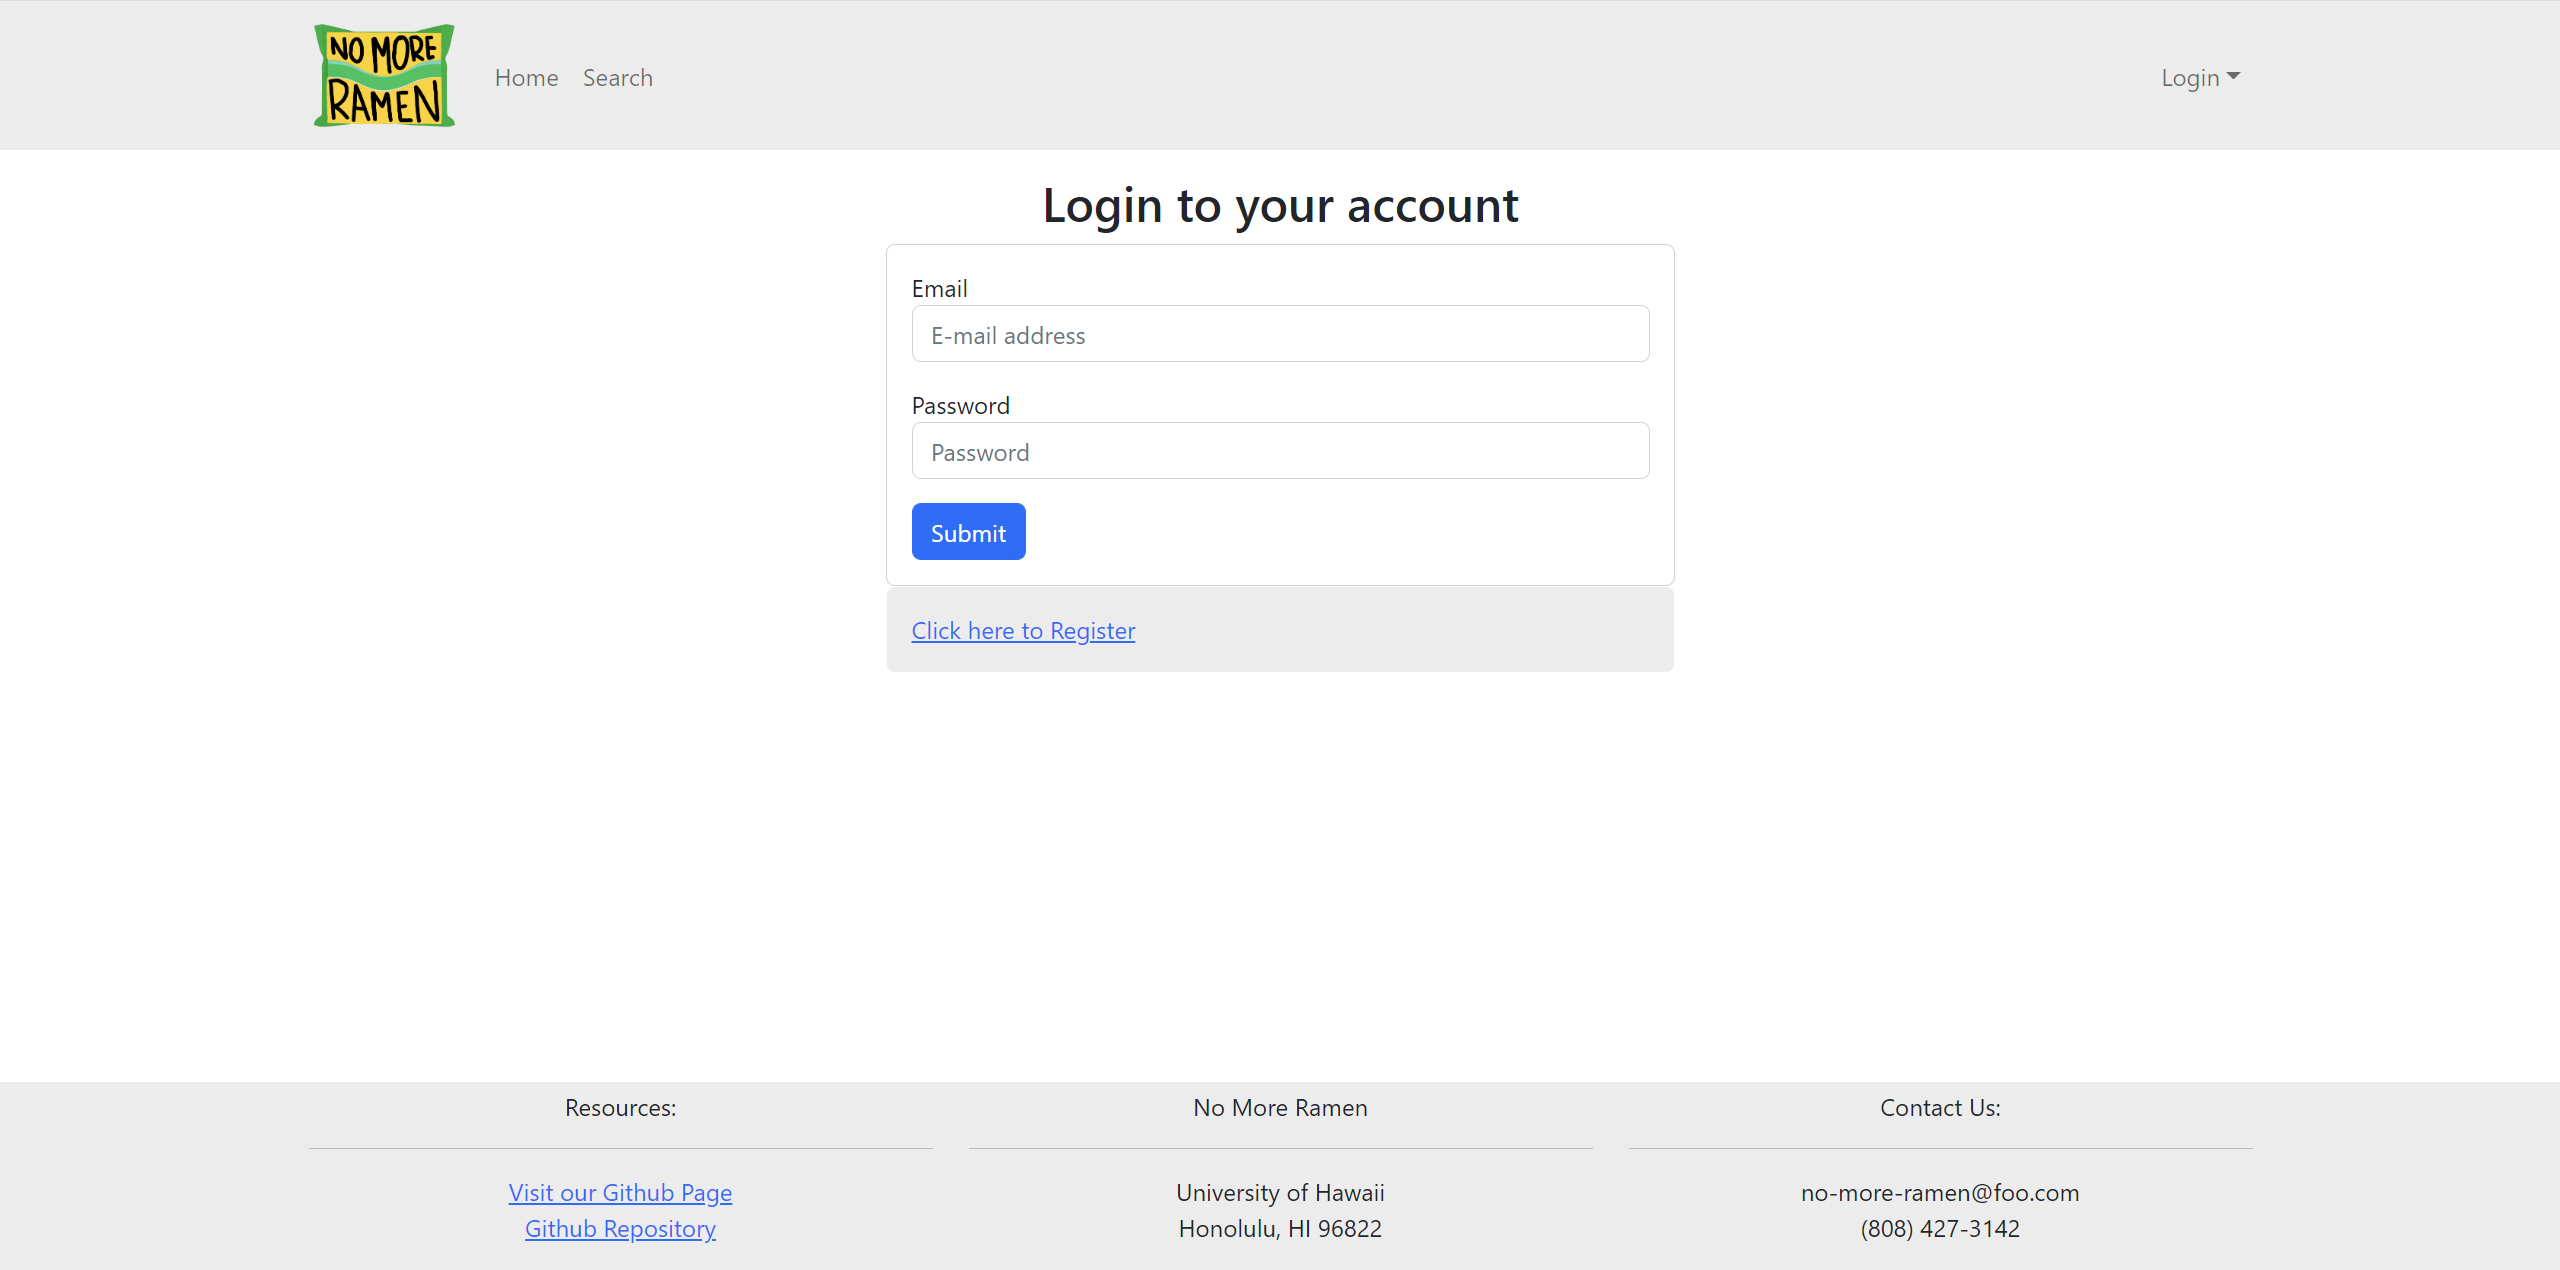 NO MORE
RAMEN
Home Search Login
Login to your account
Email
E-mail address
Password
Password
Submit
Click here to Register
Resources:
Visit our Github Page
Github Repository
No More Ramen
University of Hawaii
Honolulu, HI 96822
Contact Us:
no-more-ramen@foo.com
(808) 427-3142